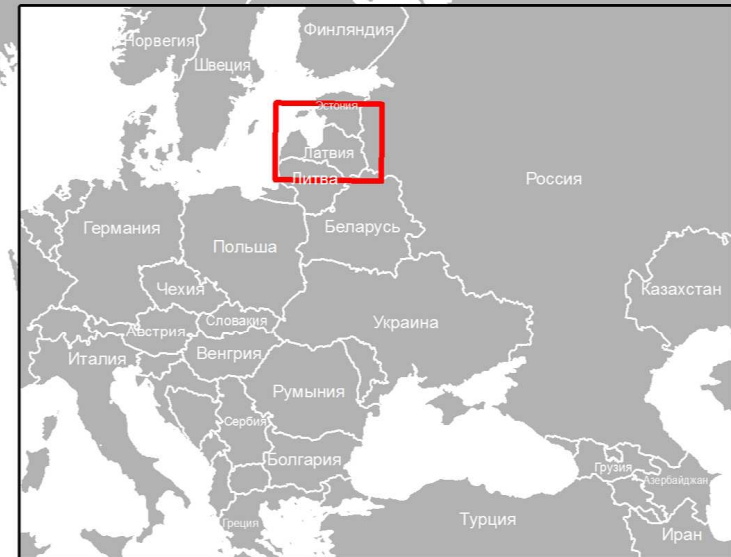 Финляндия
Норвегия
Швеция
Эстония
Латвия
Литва
Россия
Германия
Польша
Беларусь
Чехия
Казахстан
Словакия
Украина
Австрия
Италия
Венгрия
Румыния
Сербия
Болгария
Грузия
Азербайджан
Греция
Турция
Иран